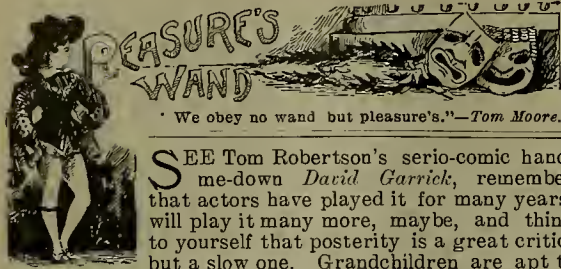 PLEASURE'S
WAND
' We obey no wand but pleasure's."—Tom Moore.
SEE Tom Robertson's serio-comic hand
me-down David Garrick, remembe
that actors have played it for many years
will play it many more, maybe, and thin
to yourself that posterity is a great critic
but a slow one. Grandchildren are apt t